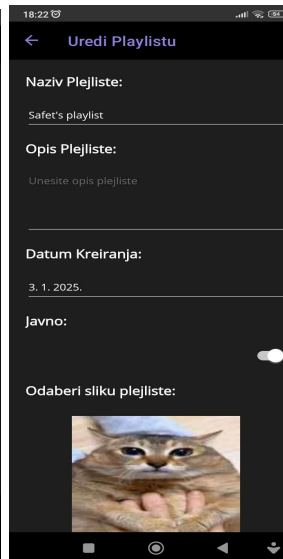 18:22
64
Uredi Playlistu
Naziv Plejliste:
Safet's playlist
Opis Plejliste:
Unesite opis plejliste
Datum Kreiranja:
3. 1. 2025.
Javno:
Odaberi sliku plejliste: